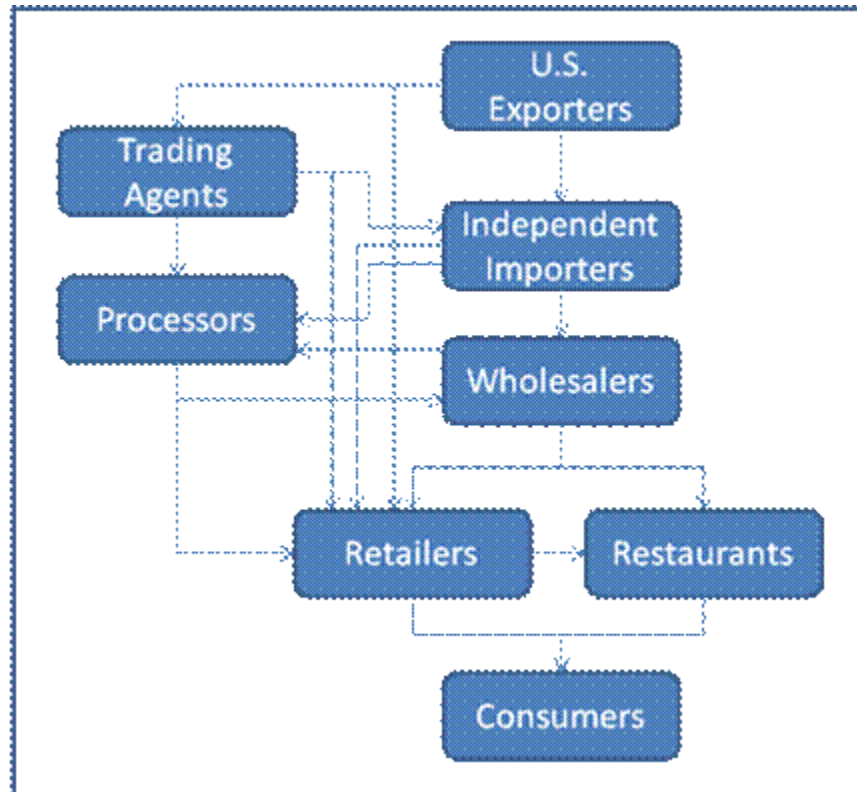 U.S.
Exporters
Trading
Agents
Independent
Importers
Processors
Wholesalers
Retailers
Restaurants
Consumers